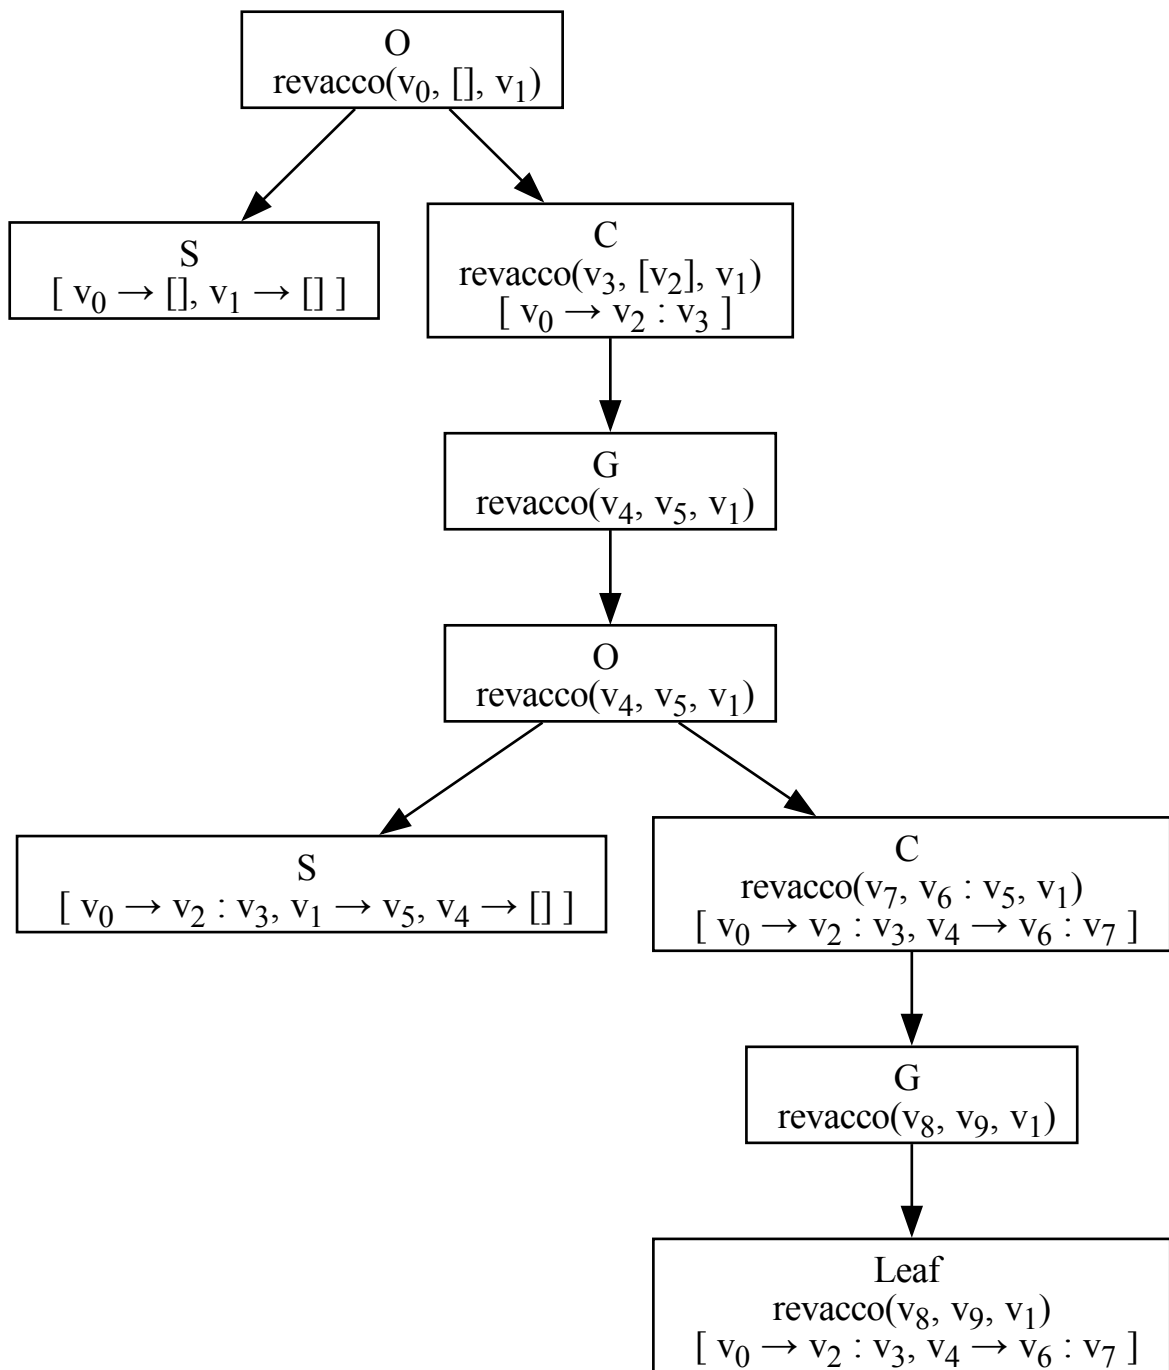 O
revacco(v₀, [], v₁)
S
[ v₀ → [], v₁ → [] ]
C
revacco(v₃, [v₂], v₁)
[ v₀ → v₂ : v₃ ]
G
revacco(v₄, v₅, v₁)
O
revacco(v₄, v₅, v₁)
S
[ v₀ → v₂ : v₃, v₁ → v₅, v₄ → [] ]
C
revacco(v₇, v₆ : v₅, v₁)
[ v₀ → v₂ : v₃, v₄ → v₆ : v₇ ]
G
revacco(v₈, v₉, v₁)
Leaf
revacco(v₈, v₉, v₁)
[ v₀ → v₂ : v₃, v₄ → v₆ : v₇ ]